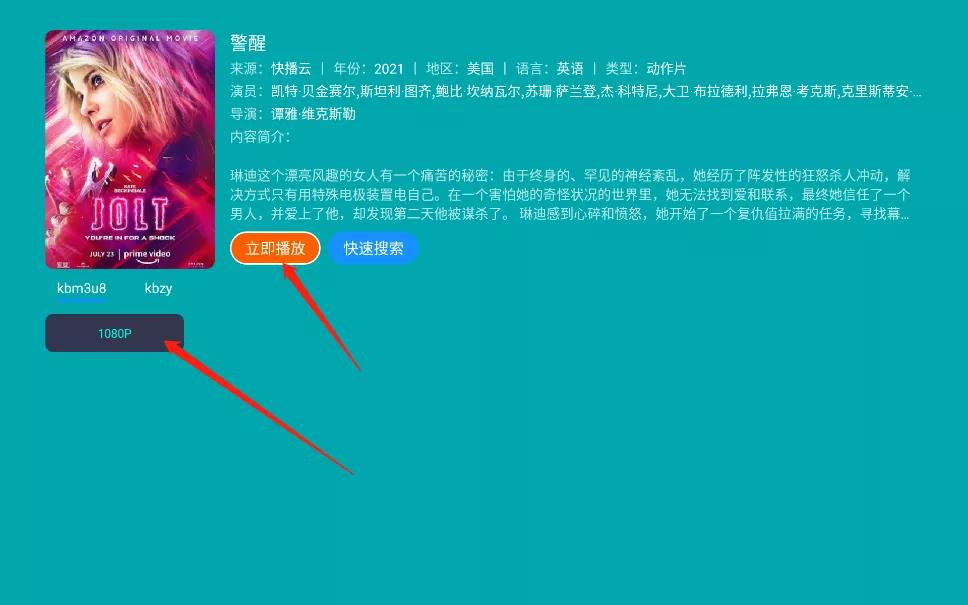 AMAZON ORIGINAL MOVIE
KATE
BECKINSALE
JOLT
YOU'RE IN FOR A SHOCK
JULY 23 | prime video
警醒
来源：快播云 | 年份：2021 | 地区：美国 | 语言：英语 | 类型：动作片
演员：凯特·贝金赛尔,斯坦利·图齐,鲍比·坎纳瓦尔,苏珊·萨兰登,杰·科特尼,大卫·布拉德利,拉弗恩·考克斯,克里斯蒂安·...
导演：谭雅·维克斯勒
内容简介：
琳迪这个漂亮风趣的女人有一个痛苦的秘密：由于终身的、罕见的神经紊乱，她经历了阵发性的狂怒杀人冲动，解
决方式只有用特殊电极装置电自己。在一个害怕她的奇怪状况的世界里，她无法找到爱和联系，最终她信任了一个
男人，并爱上了他，却发现第二天他被谋杀了。 琳迪感到心碎和愤怒，她开始了一个复仇值拉满的任务，寻找幕...
立即播放 快速搜索
kbm3u8 kbzy
1080P